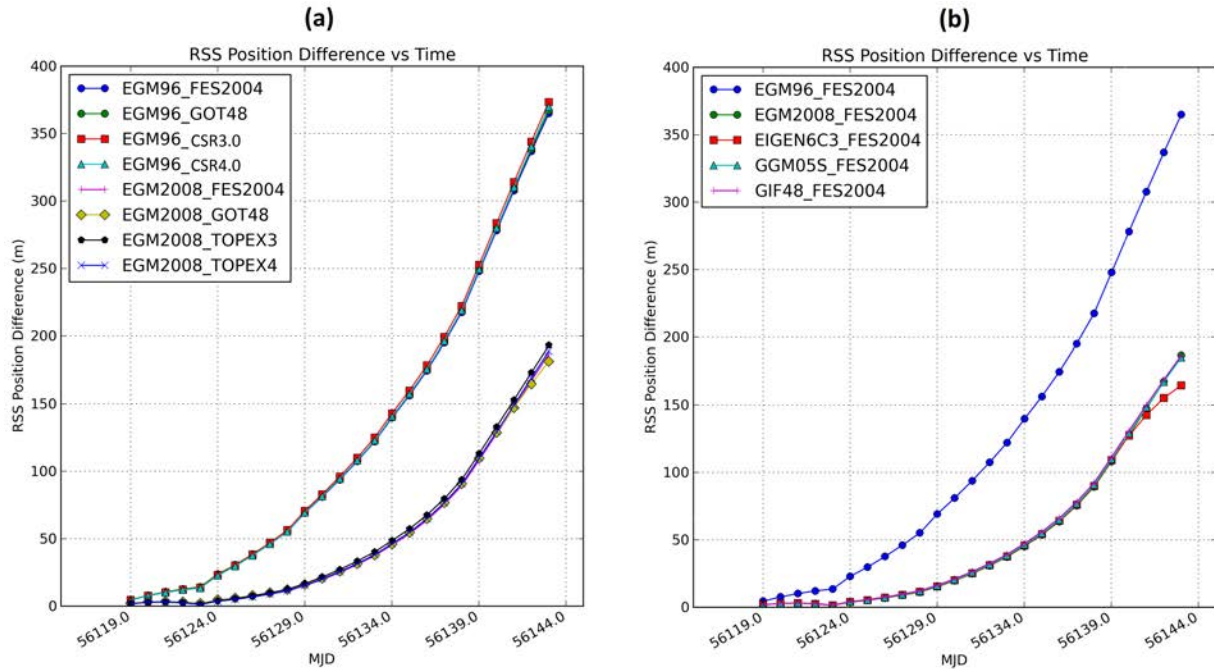 (a)
RSS Position Difference vs Time
400
350
300
250
200
150
100
50
0
RSS Position Difference (m)
EGM96_FES2004
EGM96_GOT48
EGM96_CSR3.0
EGM96_CSR4.0
EGM2008_FES2004
EGM2008_GOT48
EGM2008_TOPEX3
EGM2008_TOPEX4
56119.0
56124.0
56129.0
56134.0
56139.0
56144.0
MJD
(b)
RSS Position Difference vs Time
400
350
300
250
200
150
100
50
0
RSS Position Difference (m)
EGM96_FES2004
EGM2008_FES2004
EIGEN6C3_FES2004
GGM05S_FES2004
GIF48_FES2004
56119.0
56124.0
56129.0
56134.0
56139.0
56144.0
MJD